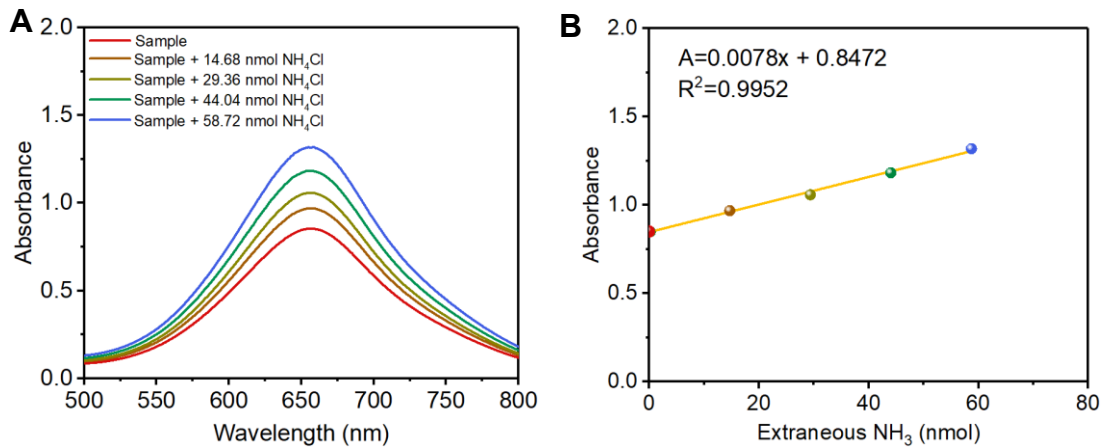 A
Absorbance
2.0
1.5
1.0
0.5
0.0
Sample
Sample + 14.68 nmol NH₄Cl
Sample + 29.36 nmol NH₄Cl
Sample + 44.04 nmol NH₄Cl
Sample + 58.72 nmol NH₄Cl
500 550 600 650 700 750 800
Wavelength (nm)
B
Absorbance
2.0
1.5
1.0
0.5
0.0
A=0.0078x + 0.8472
R²=0.9952
0 20 40 60 80
Extraneous NH₃ (nmol)